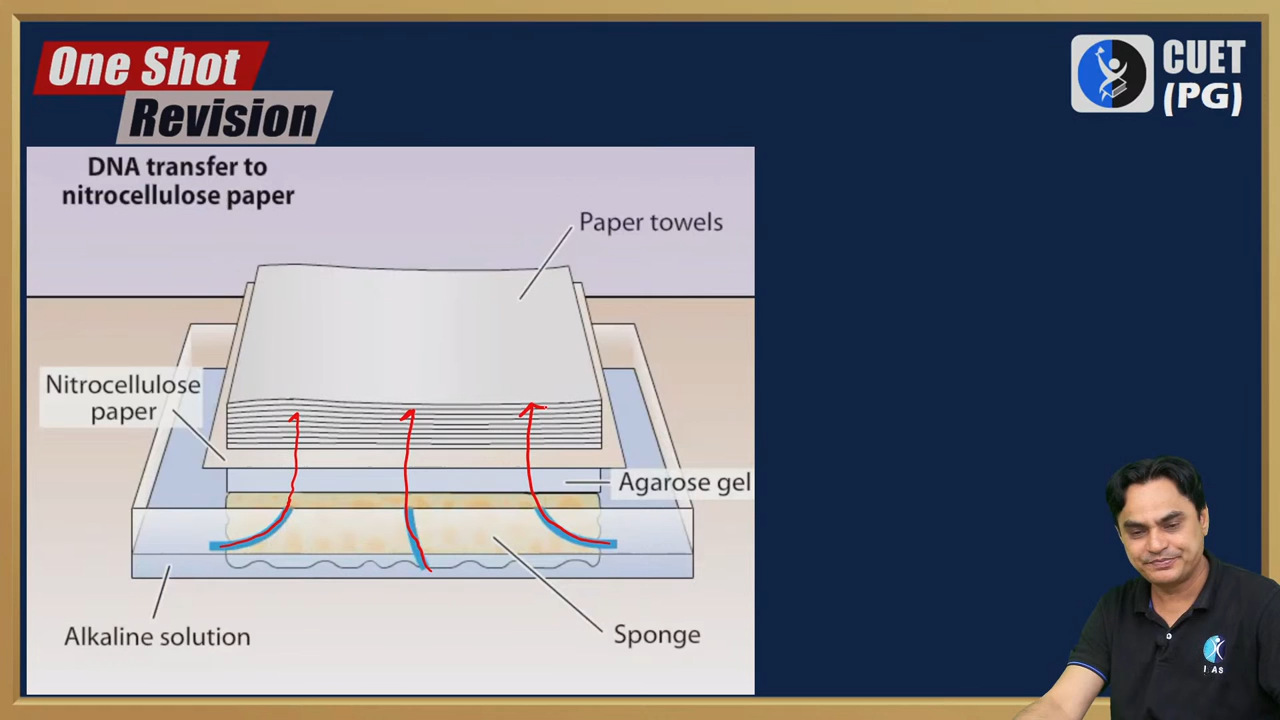 One Shot
Revision
CUET
(PG)
DNA transfer to
nitrocellulose paper
Paper towels
Nitrocellulose
paper
Agarose gel
Alkaline solution
Sponge